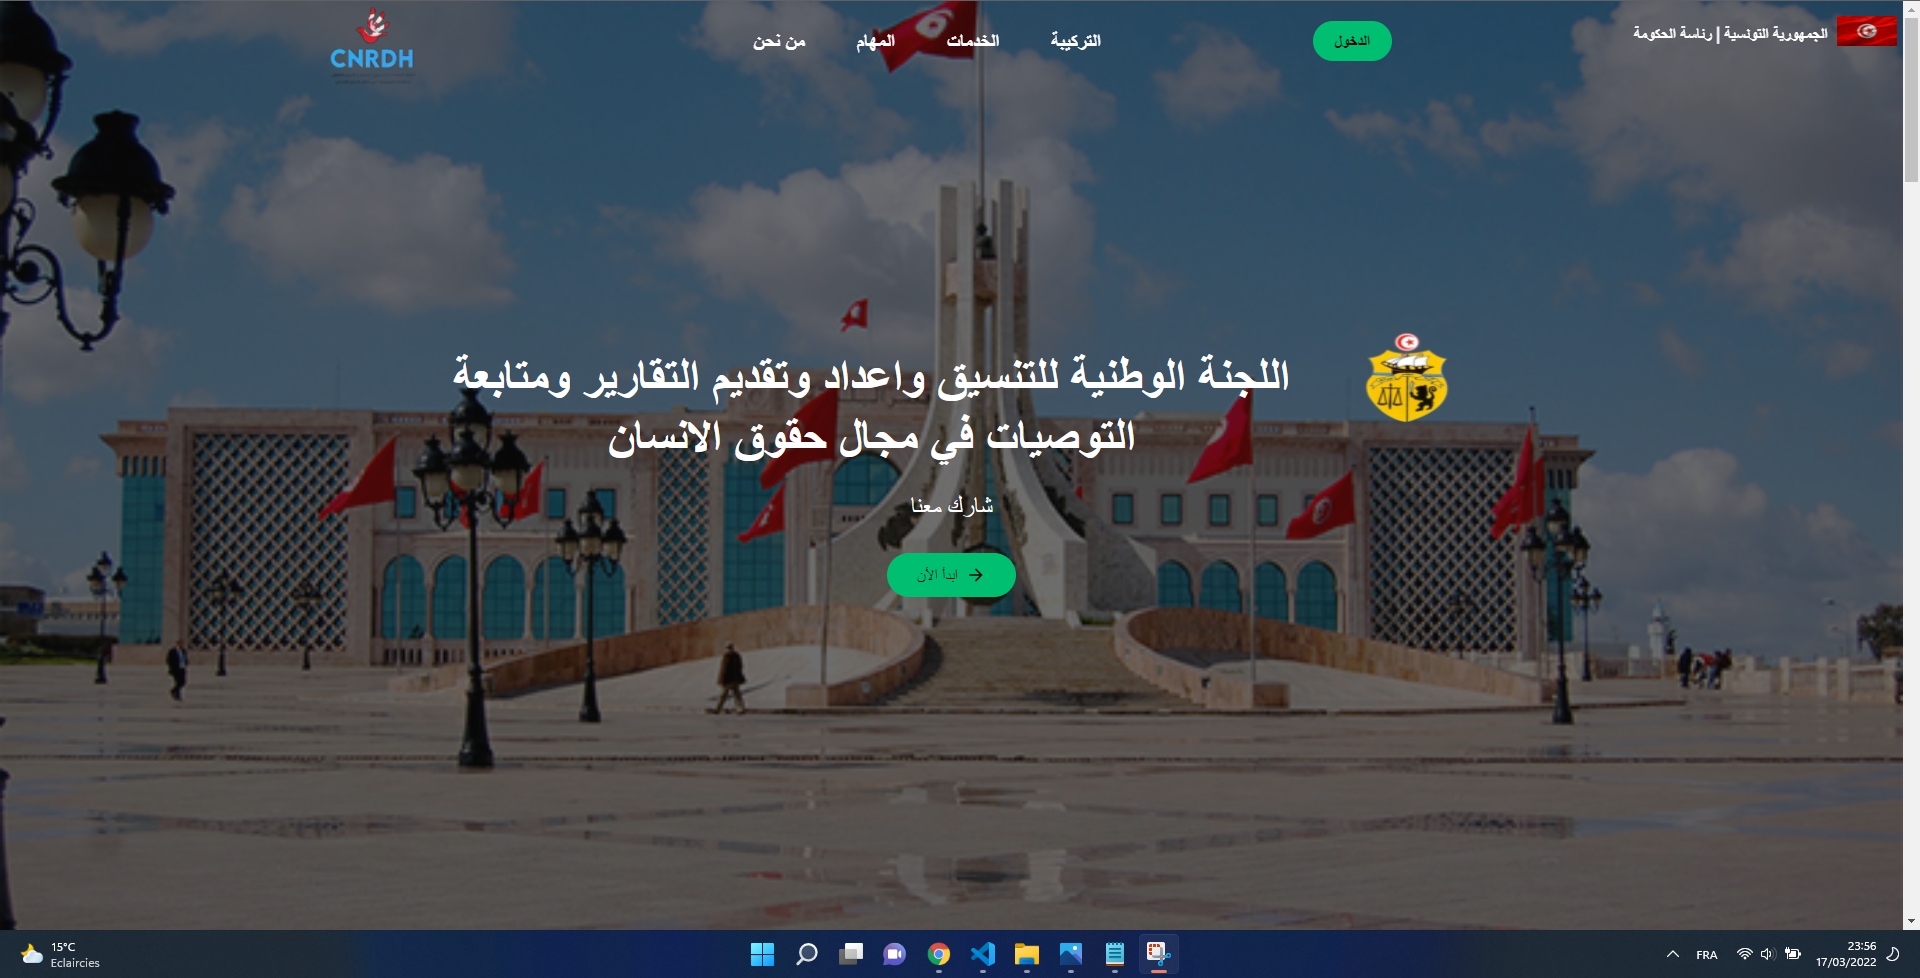 الجمهورية التونسية | رئاسة الحكومة
CNRDH
من نحن
المهام
الخدمات
التركيبة
الدخول
اللجنة الوطنية للتنسيق واعداد وتقديم التقارير ومتابعة
التوصيات في مجال حقوق الانسان
شارك معنا
ابدأ الأن
15°C
Eclaircies
FRA
23:56
17/03/2022